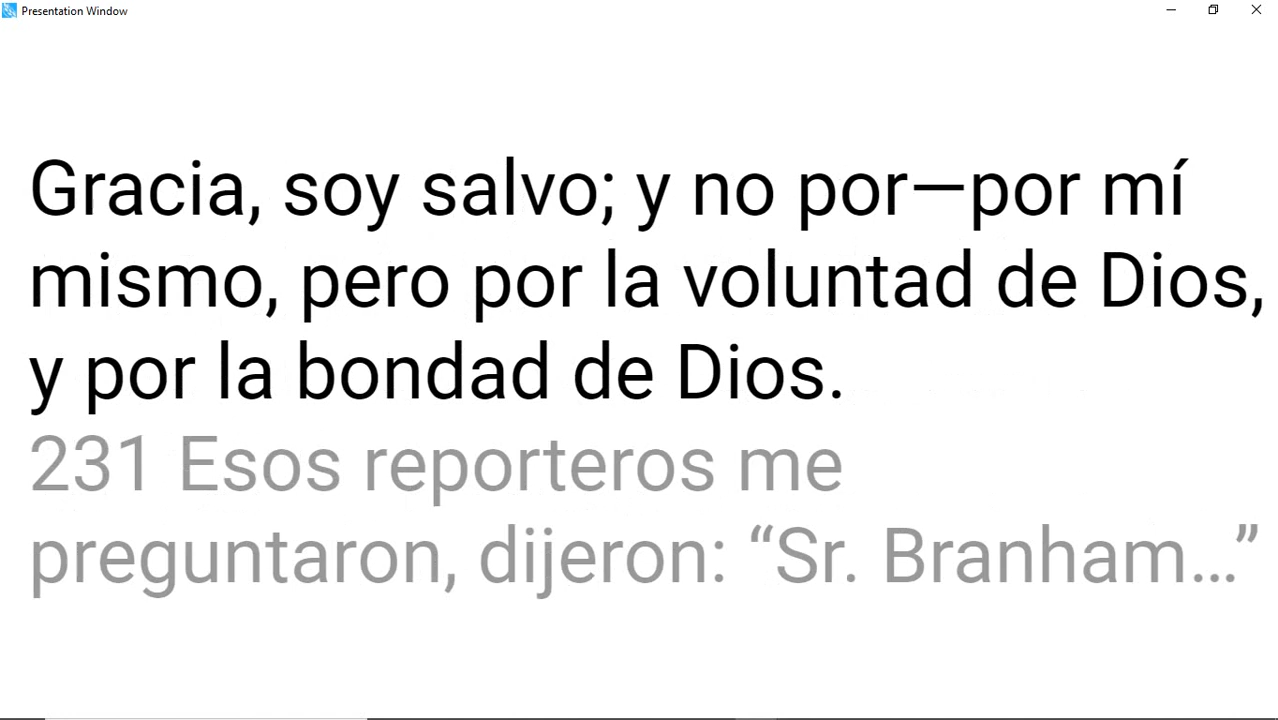 Presentation Window
Gracia, soy salvo; y no por—por mí
mismo, pero por la voluntad de Dios,
y por la bondad de Dios.
231 Esos reporteros me
preguntaron, dijeron: “Sr. Branham…”